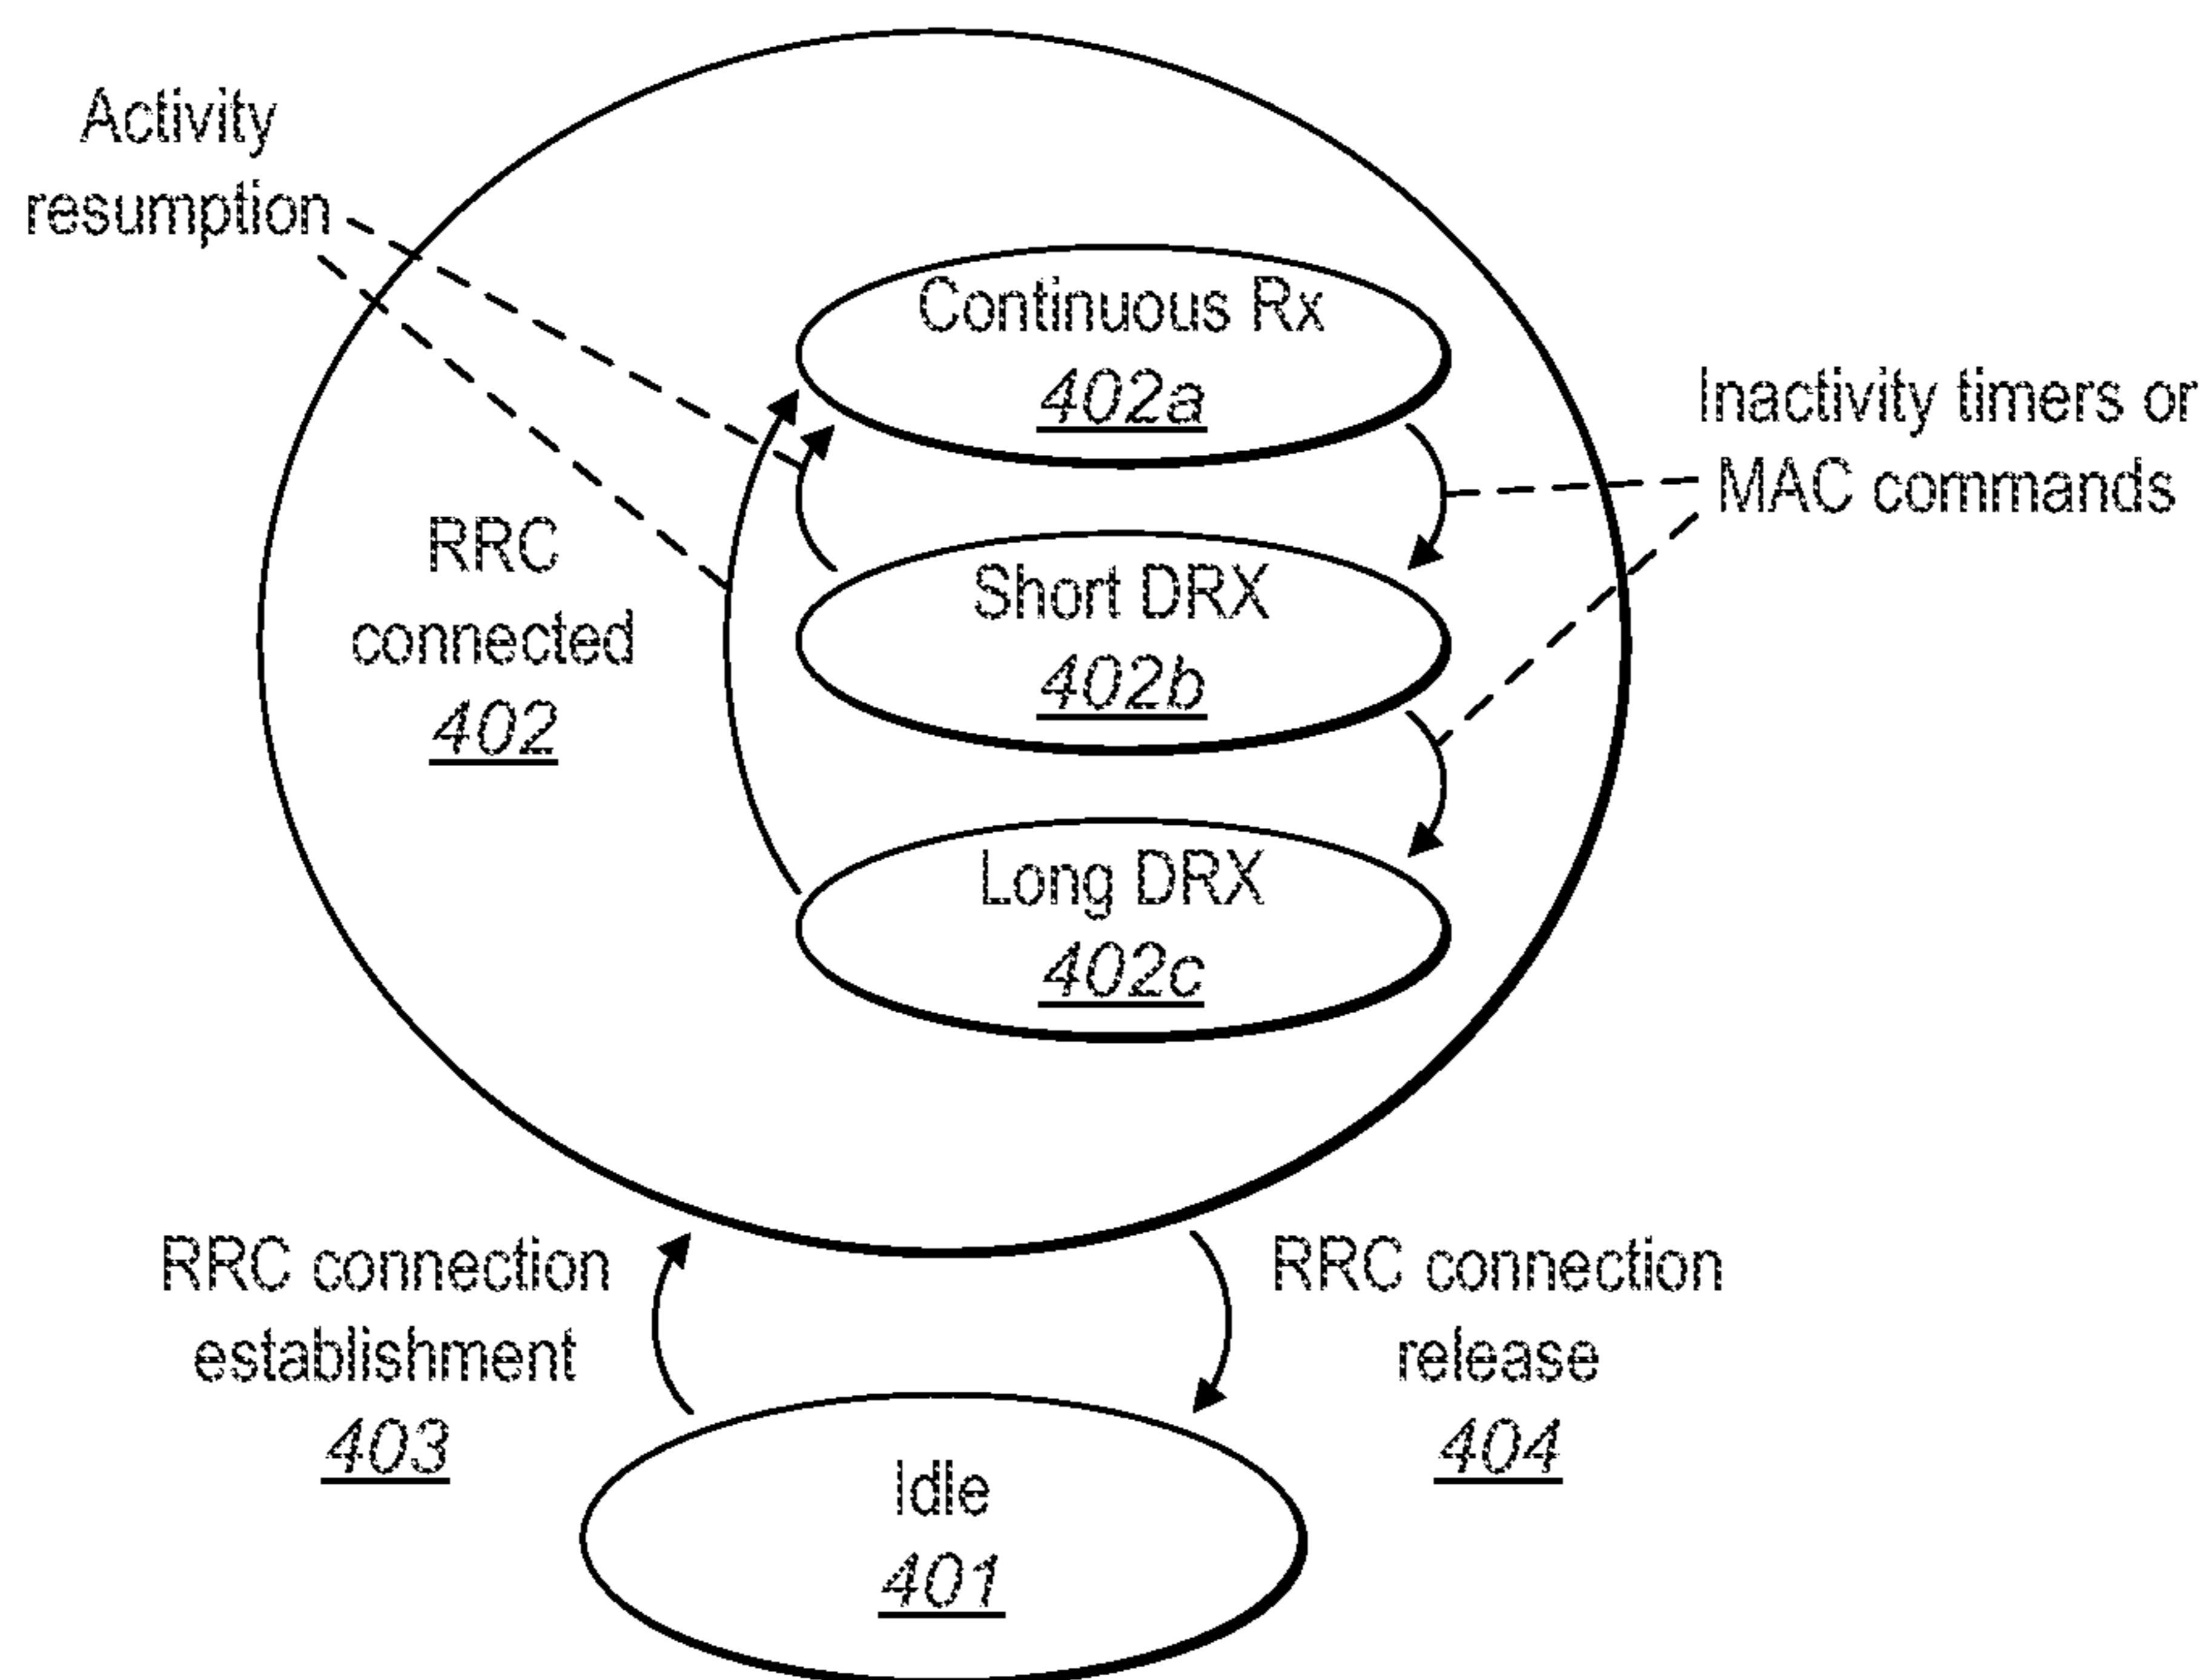 Activity
resumption
Continuous Rx
402a
Inactivity timers or
MAC commands
RRC
connected
402
Short DRX
402b
Long DRX
402c
RRC connection
establishment
403
RRC connection
release
404
Idle
401